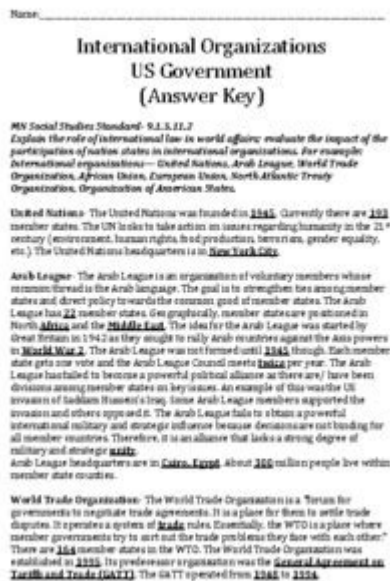 Name:
International Organizations
US Government
(Answer Key)
MN Social Studies Standard- 9.1.5.11.2
Explain the role of international law in world affairs; evaluate the impact of the
participation of nation states in international organizations. For example:
International organizations— United Nations, Arab League, World Trade
Organization, African Union, European Union, North Atlantic Treaty
Organization, Organization of American States.
United Nations- The United Nations was founded in 1945. Currently there are 193
member states. The UN looks to take action on issues regarding humanity in the 21st
century (environment, human rights, food production, terrorism, gender equality,
etc.) The United Nations headquarters is in New York City.
Arab League- The Arab League is an organization of voluntary members whose
common thread is the Arab language. The goal is to strengthen ties among member
states and direct policy towards the common good of member states. The Arab
League has 22 member states. Geographically, member states are positioned in
North Africa and the Middle East. The idea for the Arab League was started by
Great Britain in 1942 as they sought to rally Arab countries against the Axis powers
in World War 2. The Arab League was not formed until 1945 though. Each member
state gets one vote and the Arab League Council meets twice per year. The Arab
League has failed to become a powerful political alliance as there are/ have been
divisions among member states on key issues. An example of this was the US
invasion of Saddam Hussein's Iraq. Some Arab League members supported the
invasion and others opposed it. The Arab League fails to obtain a powerful
international military and strategic influence because decisions are not binding for
all member countries. Therefore, it is an alliance that lacks a strong degree of
military and strategic unity.
Arab League headquarters are in Cairo, Egypt. About 300 million people live within
member state counties.
World Trade Organization- The World Trade Organization is a "forum for
governments to negotiate trade agreements. It is a place for them to settle trade
disputes. It operates a system of trade rules. Essentially, the WTO is a place where
member governments try to sort out the trade problems they face with each other."
There are 164 member states in the WTO. The World Trade Organization was
established in 1995. Its predecessor organization was the General Agreement on
Tariffs and Trade (GATT). The GATT operated from 1948 to 1994.